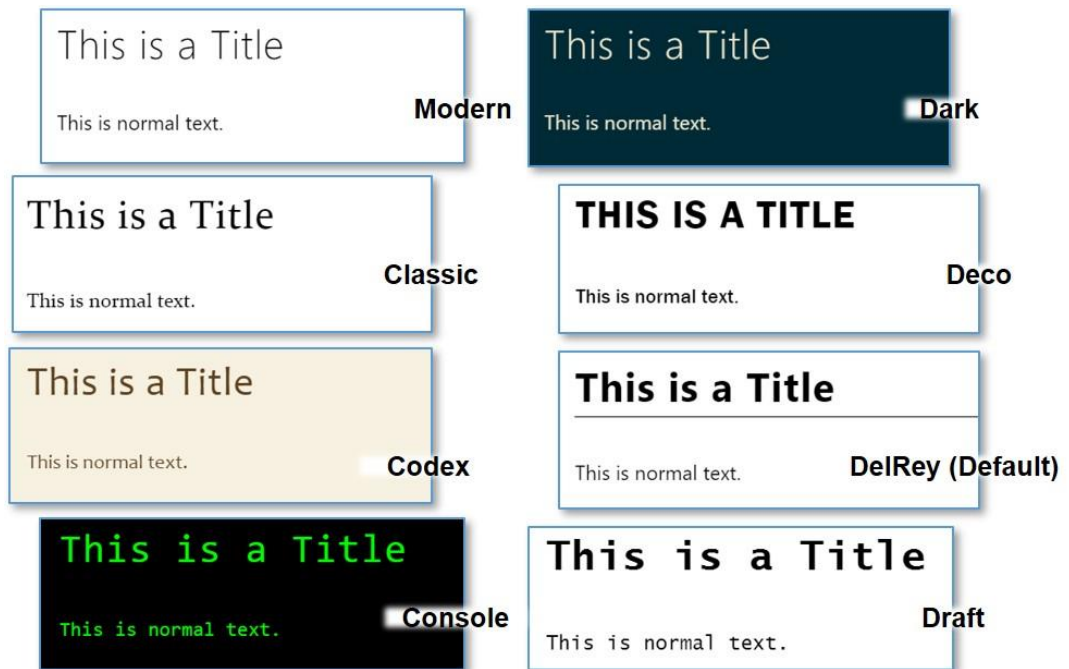 This is a Title
This is normal text.
Modern
This is a Title
This is normal text.
Dark
This is a Title
This is normal text.
Classic
THIS IS A TITLE
This is normal text.
Deco
This is a Title
This is normal text.
Codex
This is a Title
This is normal text.
DelRey (Default)
This is a Title
This is normal text.
Console
This is a Title
This is normal text.
Draft